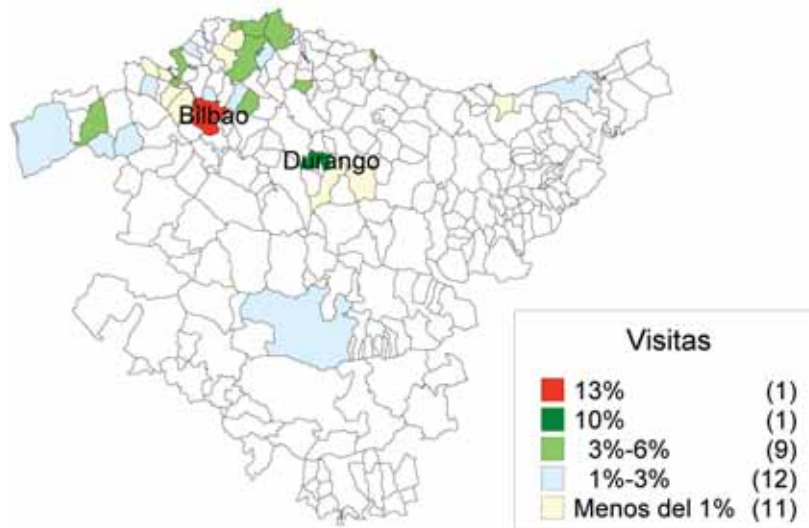 Bilbao
Durango
Visitas
13% (1)
10% (1)
3%-6% (9)
1%-3% (12)
Menos del 1% (11)